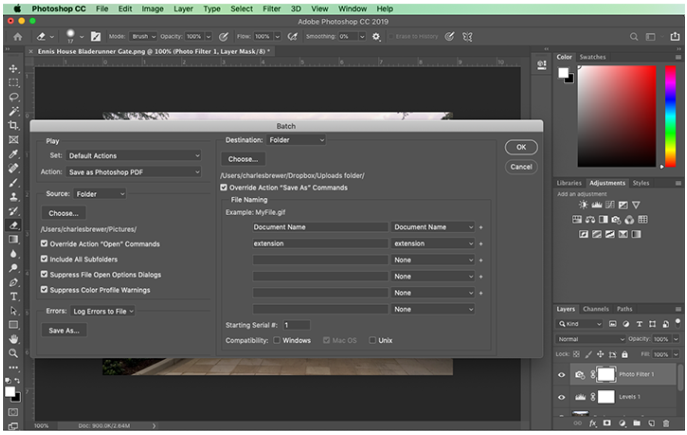 Photoshop CC File Edit Image Layer Type Select Filter 3D View Window Help
Adobe Photoshop CC 2019
Mode: Brush Opacity: 100% Flow: 100% Smoothing: 0% Erase to History
× Ennis House Bladerunner Gate.png @ 100% (Photo Filter 1, Layer Mask/8) *
Color Swatches
Batch
Play
Set: Default Actions
Action: Save as Photoshop PDF
Source: Folder
Choose...
/Users/charlesbrewer/Pictures/
Override Action "Open" Commands
Include All Subfolders
Suppress File Open Options Dialogs
Suppress Color Profile Warnings
Errors: Log Errors to File
Save As...
Destination: Folder
Choose...
/Users/charlesbrewer/Dropbox/Uploads folder/
Override Action "Save As" Commands
File Naming
Example: MyFile.gif
Document Name Document Name +
extension extension +
None +
None +
None +
None
Starting Serial #: 1
Compatibility: Windows Mac OS Unix
OK
Cancel
Libraries Adjustments Styles
Add an adjustment
Layers Channels Paths
Kind
Normal Opacity: 100%
Lock: Fill: 100%
Photo Filter 1
Levels 1
fx
100% Doc: 900.0K/2.64M